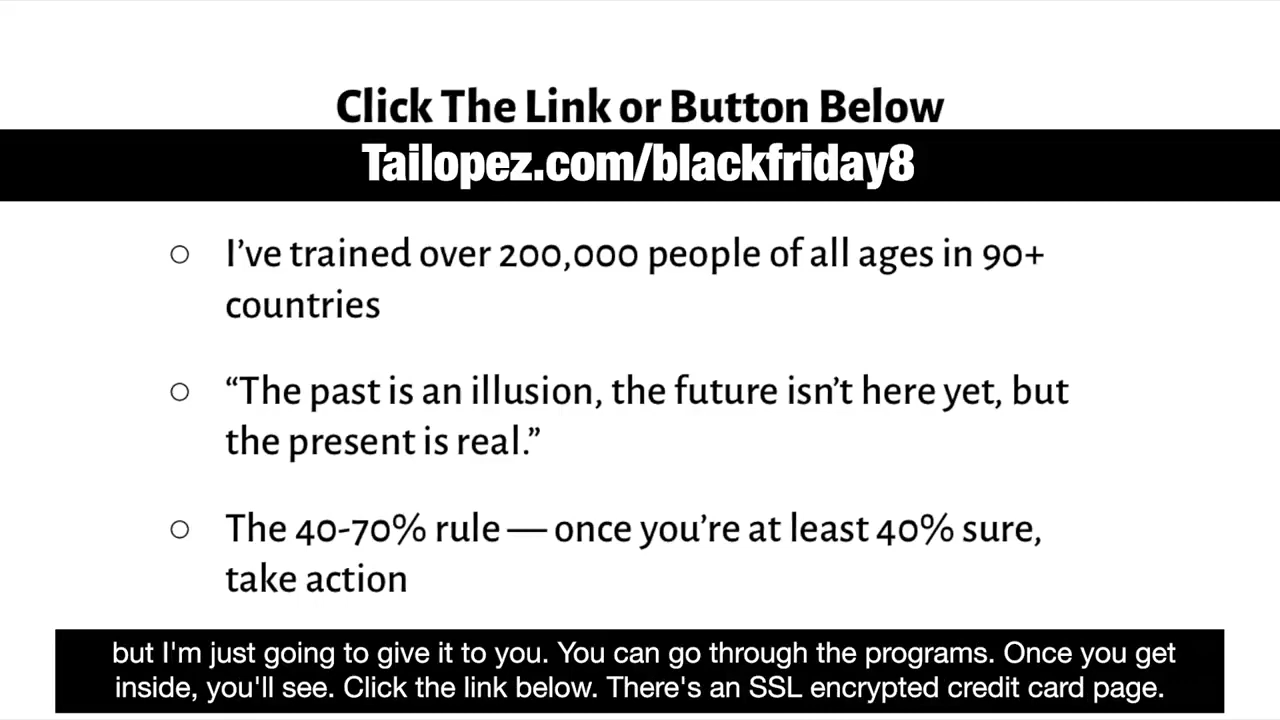 Click The Link or Button Below
Tailopez.com/blackfriday8
○ I’ve trained over 200,000 people of all ages in 90+
countries
○ “The past is an illusion, the future isn’t here yet, but
the present is real.”
○ The 40-70% rule — once you’re at least 40% sure,
take action
but I'm just going to give it to you. You can go through the programs. Once you get
inside, you'll see. Click the link below. There's an SSL encrypted credit card page.